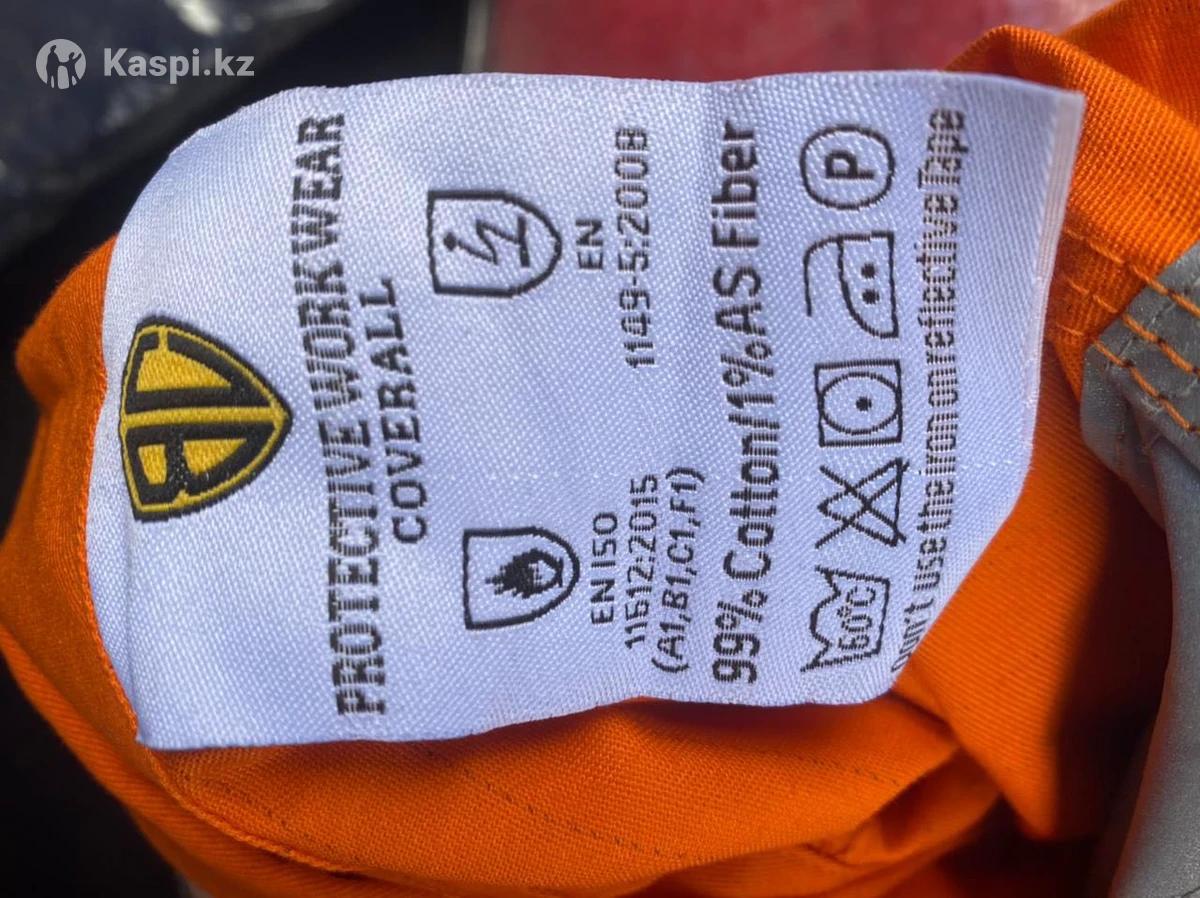 Kaspi.kz
PROTECTIVE WORKWEAR
COVERALL
EN ISO
11612:2015
(A1,B1,C1,F1)
EN
1149-5:2008
99% Cotton/1% AS Fiber
60°C
P
Don't use the iron on reflective Tape